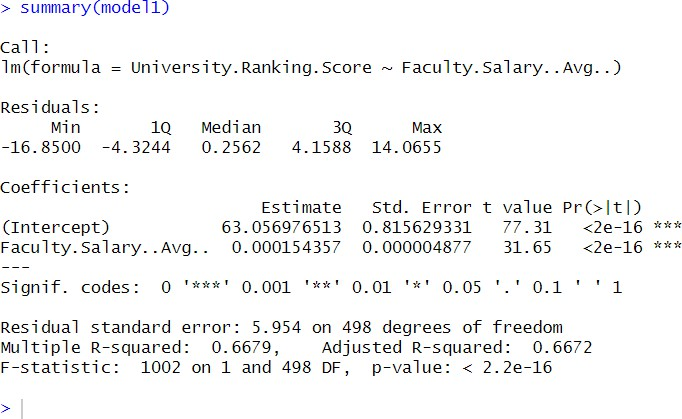 > summary(model1)
Call:
lm(formula = University.Ranking.Score ~ Faculty.Salary..Avg..)
Residuals:
Min 1Q Median 3Q Max
-16.8500 -4.3244 0.2562 4.1588 14.0655
Coefficients:
Estimate Std. Error t value Pr(>|t|)
(Intercept) 63.056976513 0.815629331 77.31 <2e-16 ***
Faculty.Salary..Avg.. 0.000154357 0.000004877 31.65 <2e-16 ***
---
Signif. codes: 0 '***' 0.001 '**' 0.01 '*' 0.05 '.' 0.1 ' ' 1
Residual standard error: 5.954 on 498 degrees of freedom
Multiple R-squared: 0.6679, Adjusted R-squared: 0.6672
F-statistic: 1002 on 1 and 498 DF, p-value: < 2.2e-16
>